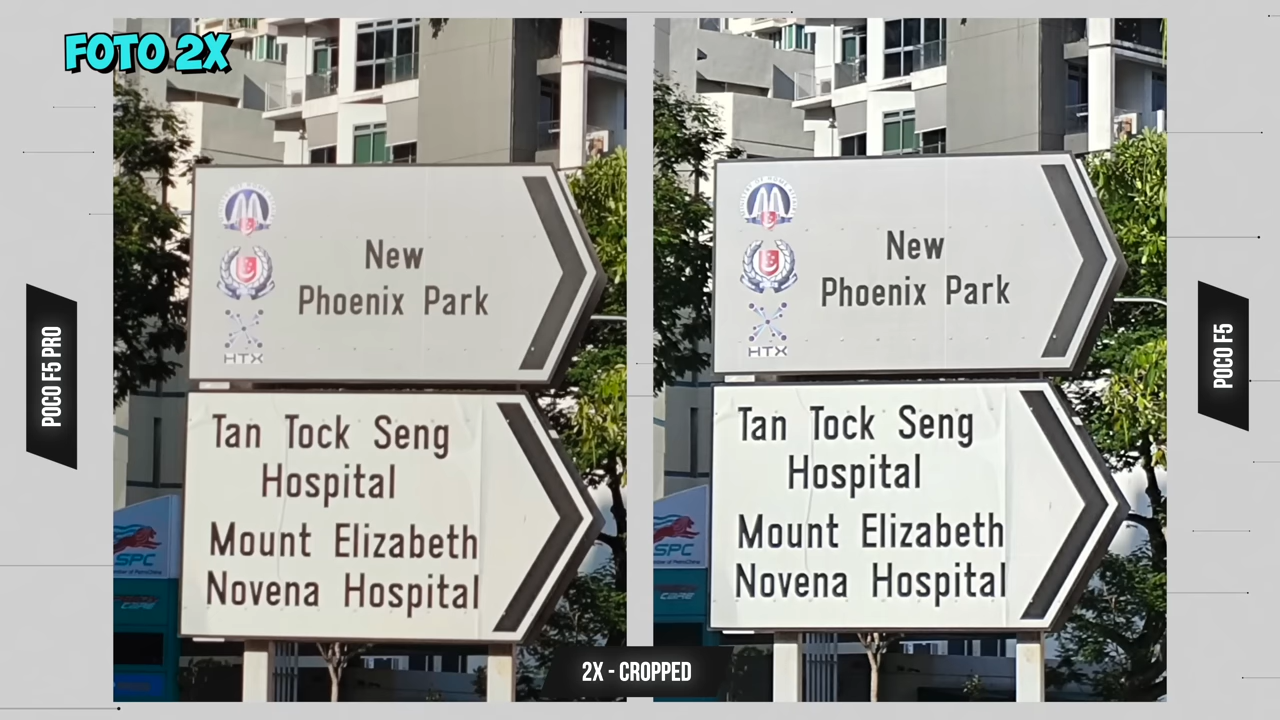 FOTO 2X
POCO F5 PRO
New
Phoenix Park
HTX
Tan Tock Seng
Hospital
Mount Elizabeth
Novena Hospital
SPC
New
Phoenix Park
HTX
Tan Tock Seng
Hospital
Mount Elizabeth
Novena Hospital
SPC
POCO F5
2X - CROPPED